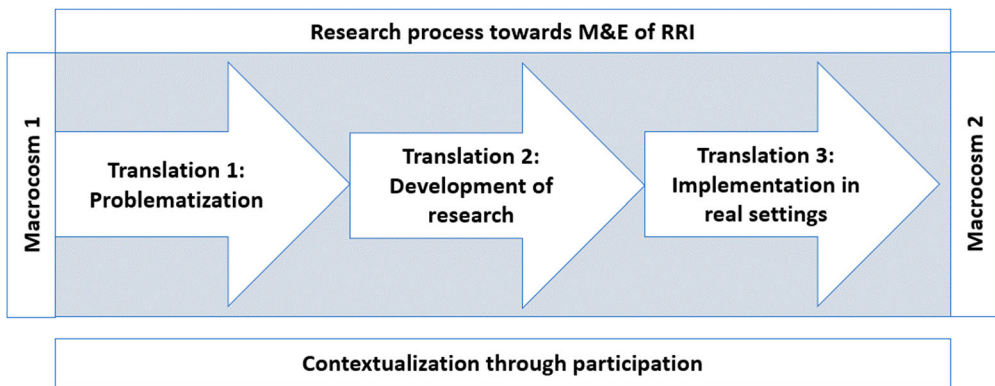 Research process towards M&E of RRI
Macrocosm 1
Translation 1:
Problematization
Translation 2:
Development of
research
Translation 3:
Implementation in
real settings
Macrocosm 2
Contextualization through participation